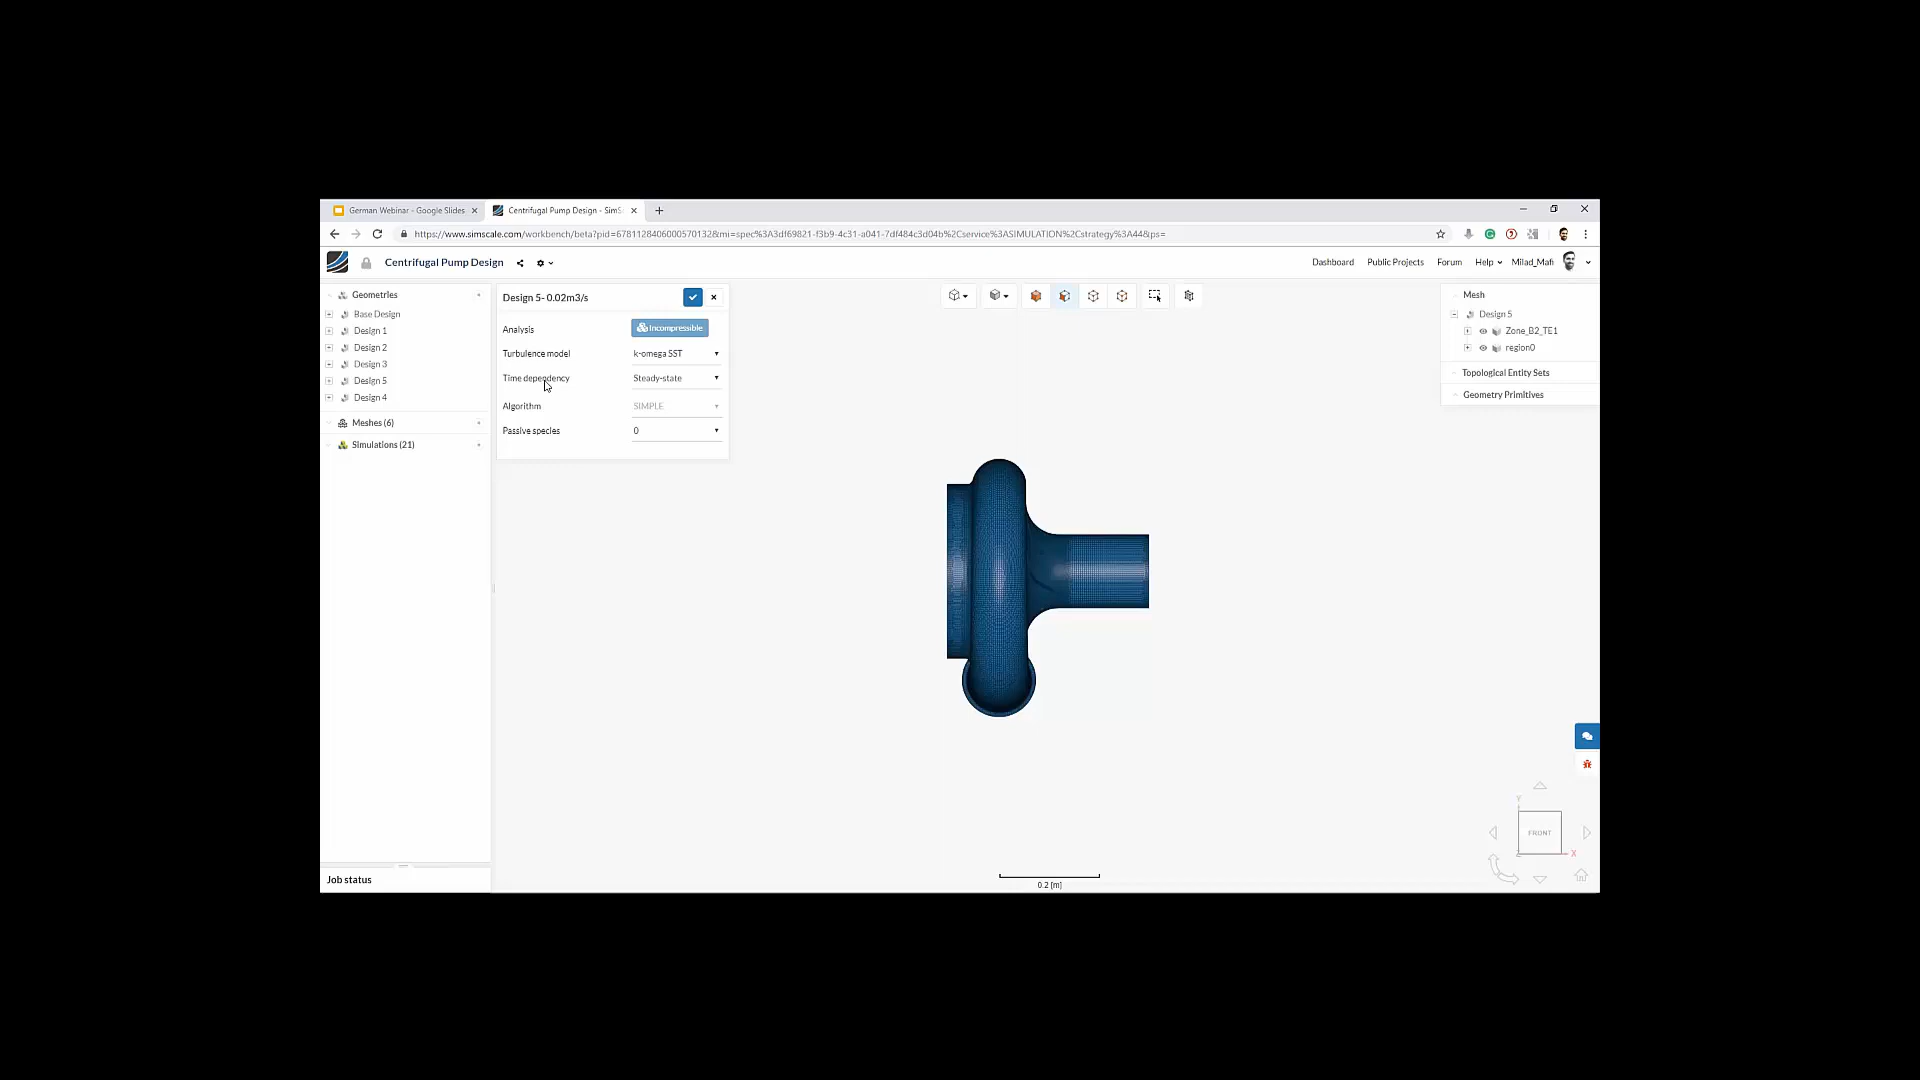 German Webinar - Google Slides
Centrifugal Pump Design - SimS
https://www.simscale.com/workbench/beta?pid=6781128406000570132&mi=spec%3A3df69821-f3b9-4c31-a041-7df484c3d04b%2Cservice%3ASIMULATION%2Cstrategy%3A44&ps=
Centrifugal Pump Design
Dashboard
Public Projects
Forum
Help
Milad_Mafi
Geometries
Base Design
Design 1
Design 2
Design 3
Design 5
Design 4
Meshes (6)
Simulations (21)
Job status
Design 5- 0.02m3/s
Analysis
Incompressible
Turbulence model
k-omega SST
Time dependency
Steady-state
Algorithm
SIMPLE
Passive species
0
Mesh
Design 5
Zone_B2_TE1
region0
Topological Entity Sets
Geometry Primitives
0.2 [m]
Y
FRONT
Z
X